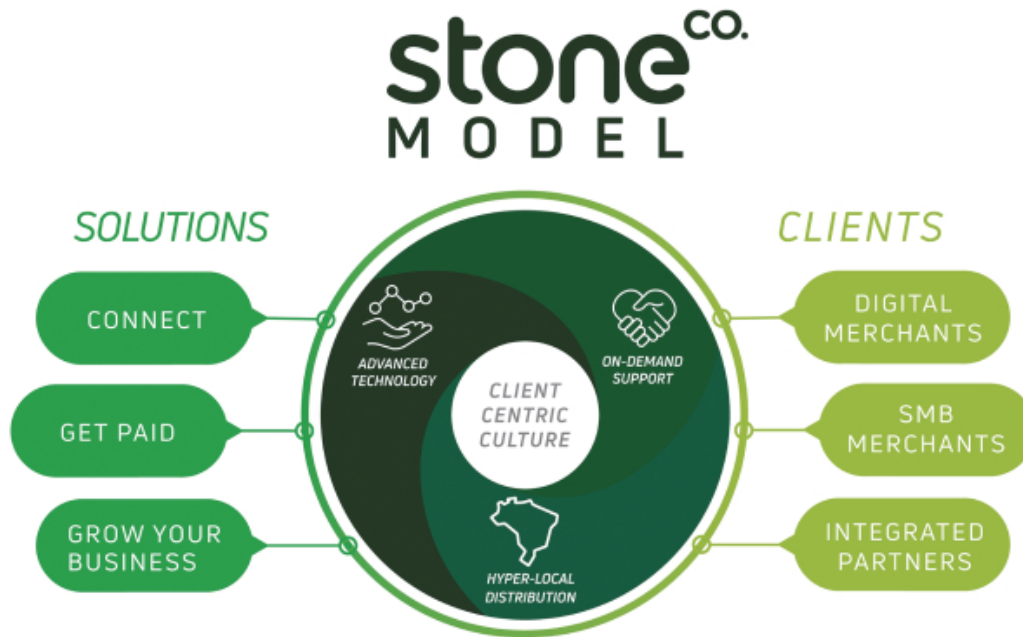 stone CO.
MODEL
SOLUTIONS
CONNECT
GET PAID
GROW YOUR
BUSINESS
ADVANCED
TECHNOLOGY
ON-DEMAND
SUPPORT
CLIENT
CENTRIC
CULTURE
HYPER-LOCAL
DISTRIBUTION
CLIENTS
DIGITAL
MERCHANTS
SMB
MERCHANTS
INTEGRATED
PARTNERS